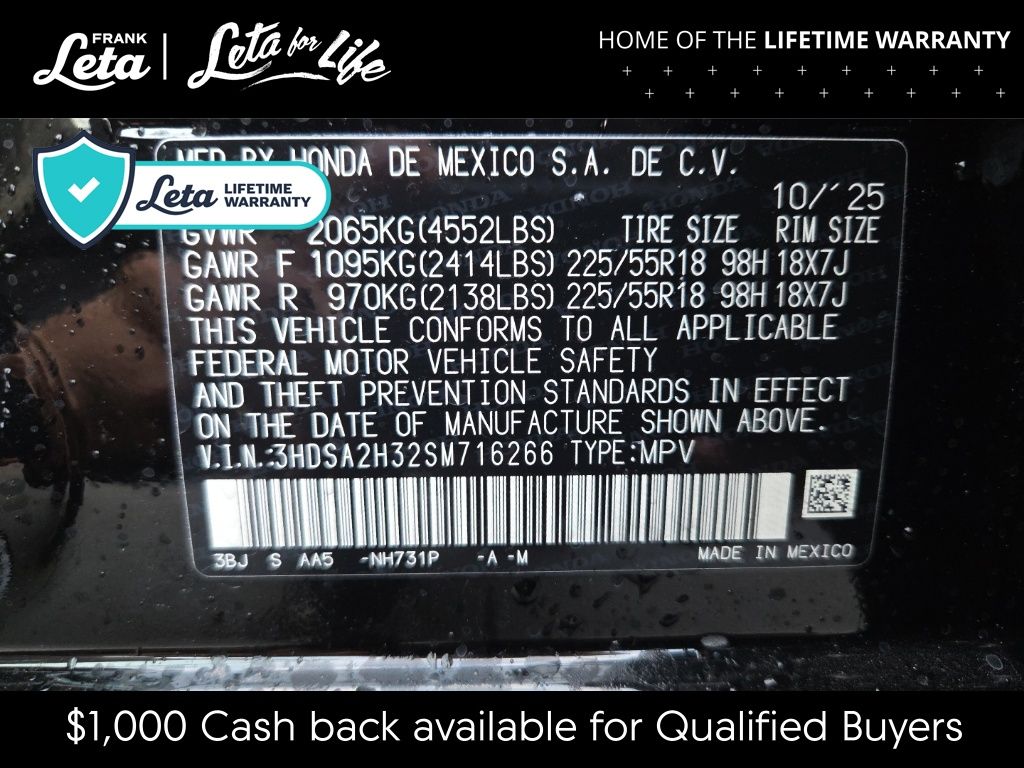 FRANK
Leta
Leta for Life
HOME OF THE LIFETIME WARRANTY
MFD BY HONDA DE MEXICO S.A. DE C.V.
10/'25
Leta LIFETIME
WARRANTY
GVWR 2065KG(4552LBS) TIRE SIZE RIM SIZE
GAWR F 1095KG(2414LBS) 225/55R18 98H 18X7J
GAWR R 970KG(2138LBS) 225/55R18 98H 18X7J
THIS VEHICLE CONFORMS TO ALL APPLICABLE
FEDERAL MOTOR VEHICLE SAFETY
AND THEFT PREVENTION STANDARDS IN EFFECT
ON THE DATE OF MANUFACTURE SHOWN ABOVE.
V.I.N.:3HDSA2H32SM716266 TYPE:MPV
3BJ S AA5 -NH731P -A -M MADE IN MEXICO
$1,000 Cash back available for Qualified Buyers